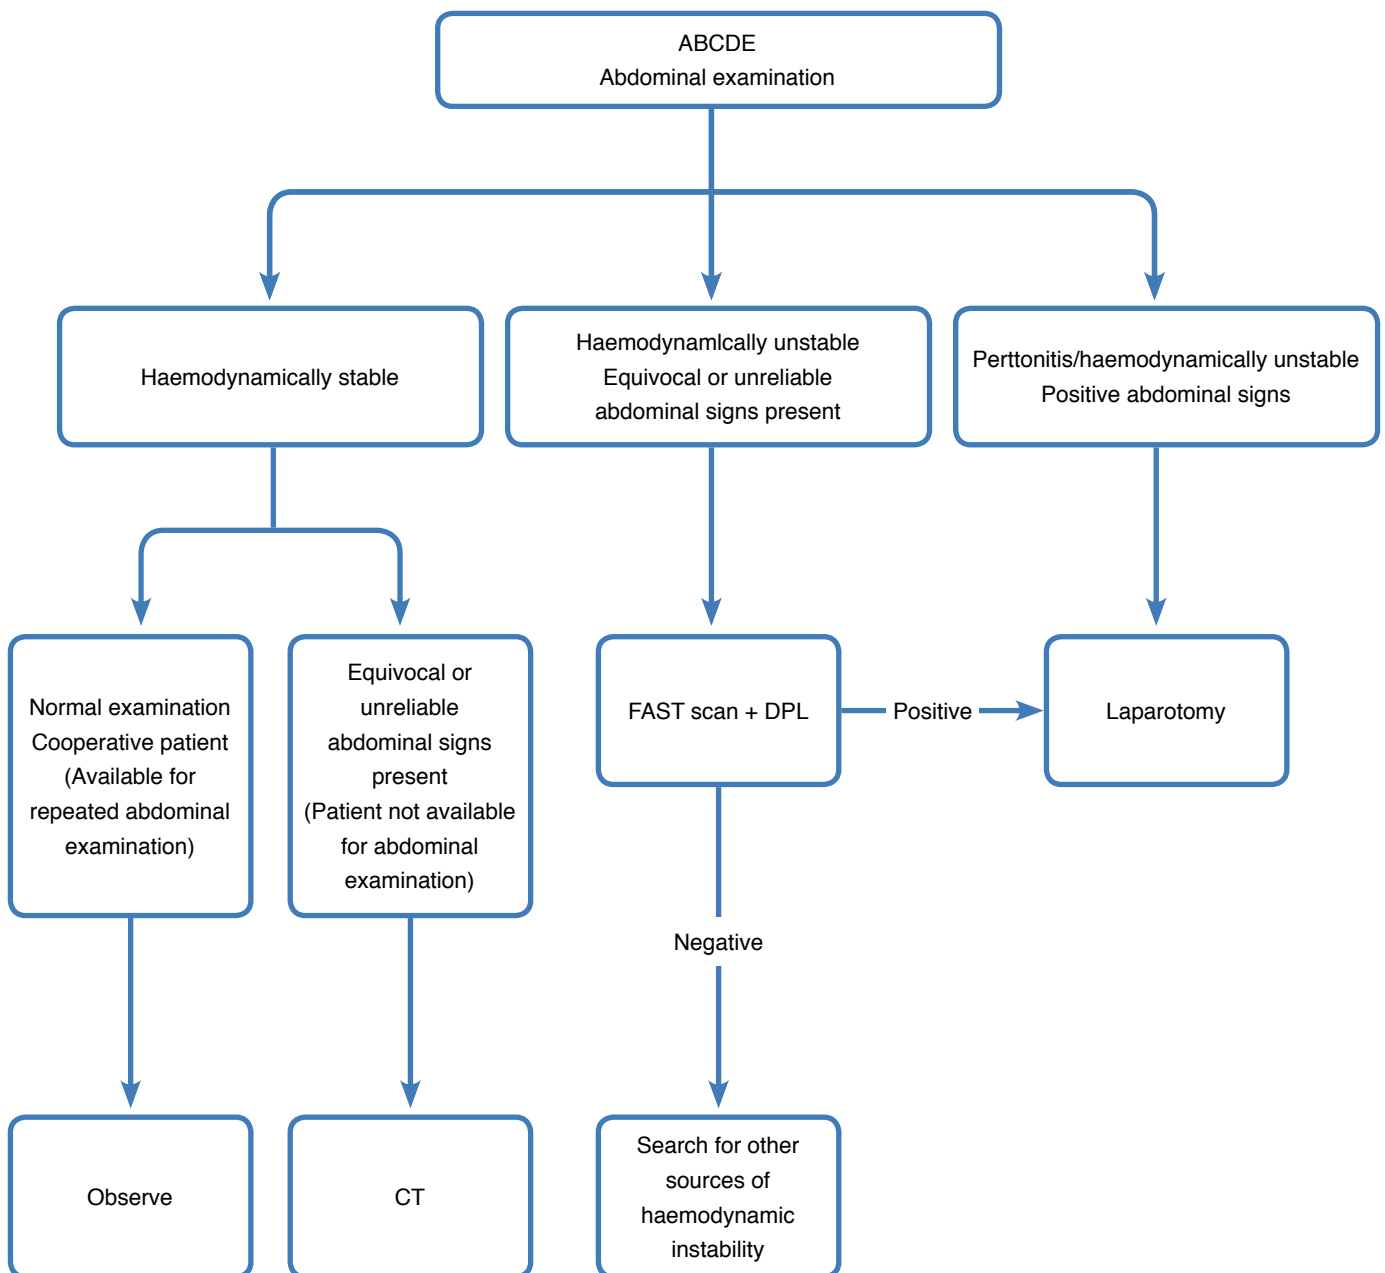 ABCDE
Abdominal examination
Haemodynamically stable
Haemodynamlcally unstable
Equivocal or unreliable
abdominal signs present
Perttonitis/haemodynamically unstable
Positive abdominal signs
Normal examination
Cooperative patient
(Available for
repeated abdominal
examination)
Equivocal or
unreliable
abdominal signs
present
(Patient not available
for abdominal
examination)
FAST scan + DPL
Positive
Laparotomy
Negative
Observe
CT
Search for other
sources of
haemodynamic
instability